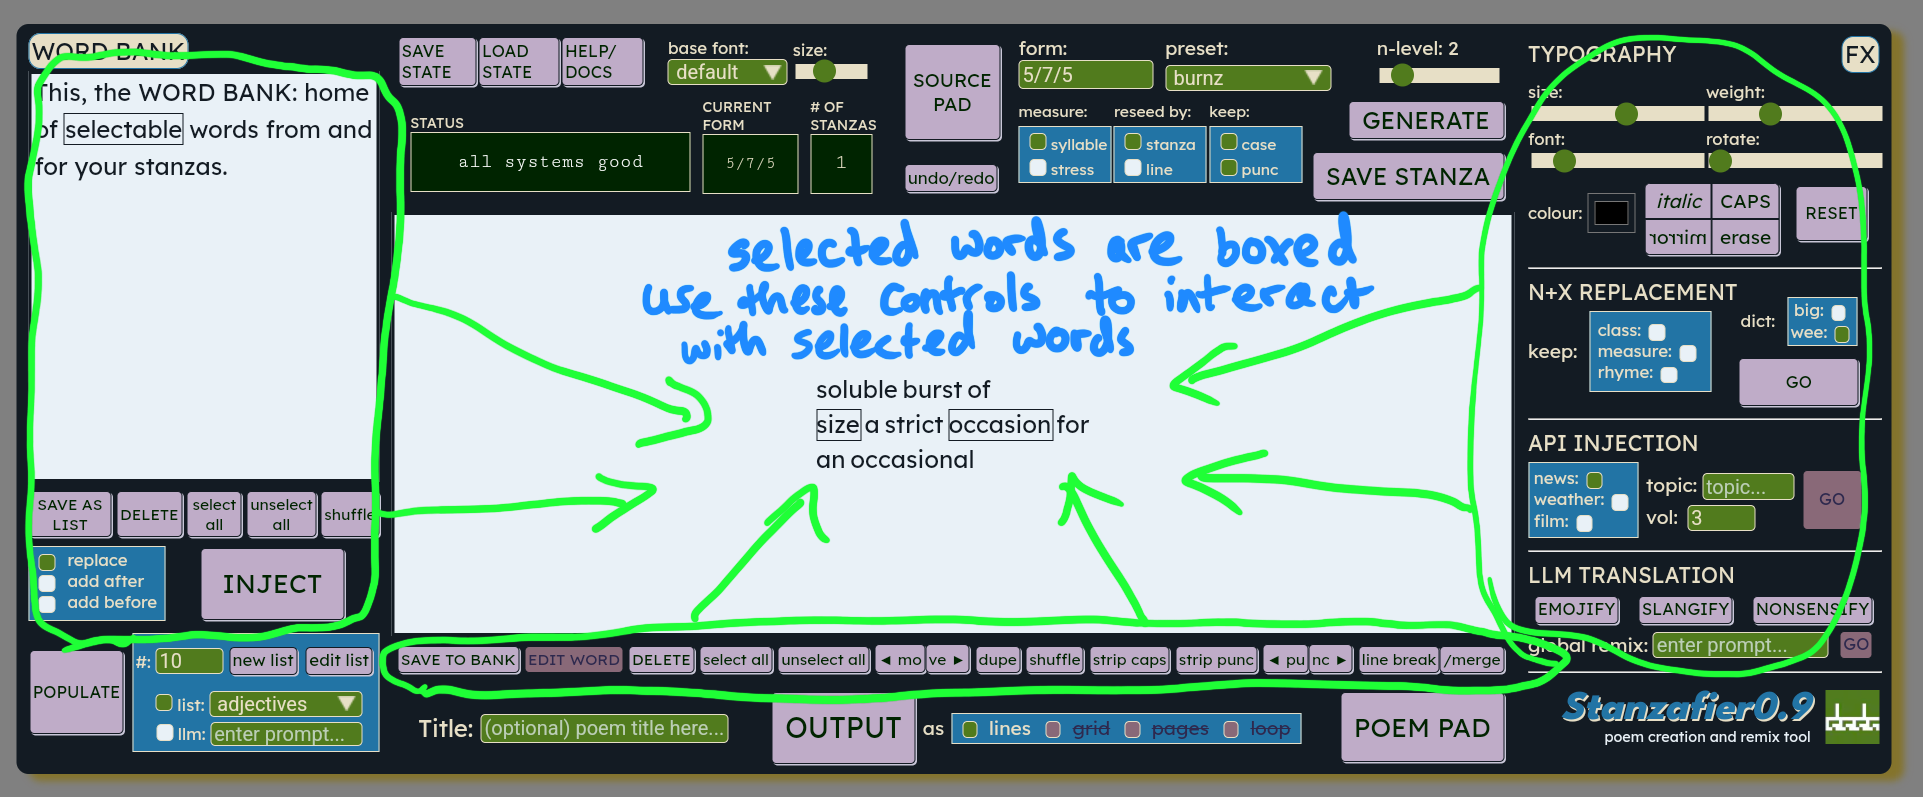 WORD BANK
This, the WORD BANK: home
of selectable words from and
for your stanzas.
SAVE AS LIST
DELETE
select all
unselect all
shuffle
replace
add after
add before
INJECT
POPULATE
#: 10
new list
edit list
list: adjectives
llm: enter prompt...
SAVE STATE
LOAD STATE
HELP/ DOCS
base font:
default
size:
STATUS
all systems good
CURRENT FORM
5/7/5
# OF STANZAS
1
SOURCE PAD
undo/redo
form:
5/7/5
preset:
burnz
n-level: 2
measure:
syllable
stress
reseed by:
stanza
line
keep:
case
punc
GENERATE
SAVE STANZA
selected words are boxed
use these controls to interact
with selected words
soluble burst of
size a strict occasion for
an occasional
SAVE TO BANK
EDIT WORD
DELETE
select all
unselect all
◄ mo
ve ►
dupe
shuffle
strip caps
strip punc
◄ pu
nc ►
line break
/merge
Title: (optional) poem title here...
OUTPUT
as
lines
grid
pages
loop
POEM PAD
TYPOGRAPHY
FX
size:
weight:
font:
rotate:
colour:
italic
CAPS
mirror
erase
RESET
N+X REPLACEMENT
keep:
class:
measure:
rhyme:
dict:
big:
wee:
GO
API INJECTION
news:
weather:
film:
topic: topic...
vol: 3
GO
LLM TRANSLATION
EMOJIFY
SLANGIFY
NONSENSIFY
global remix: enter prompt...
GO
Stanzafier0.9
poem creation and remix tool